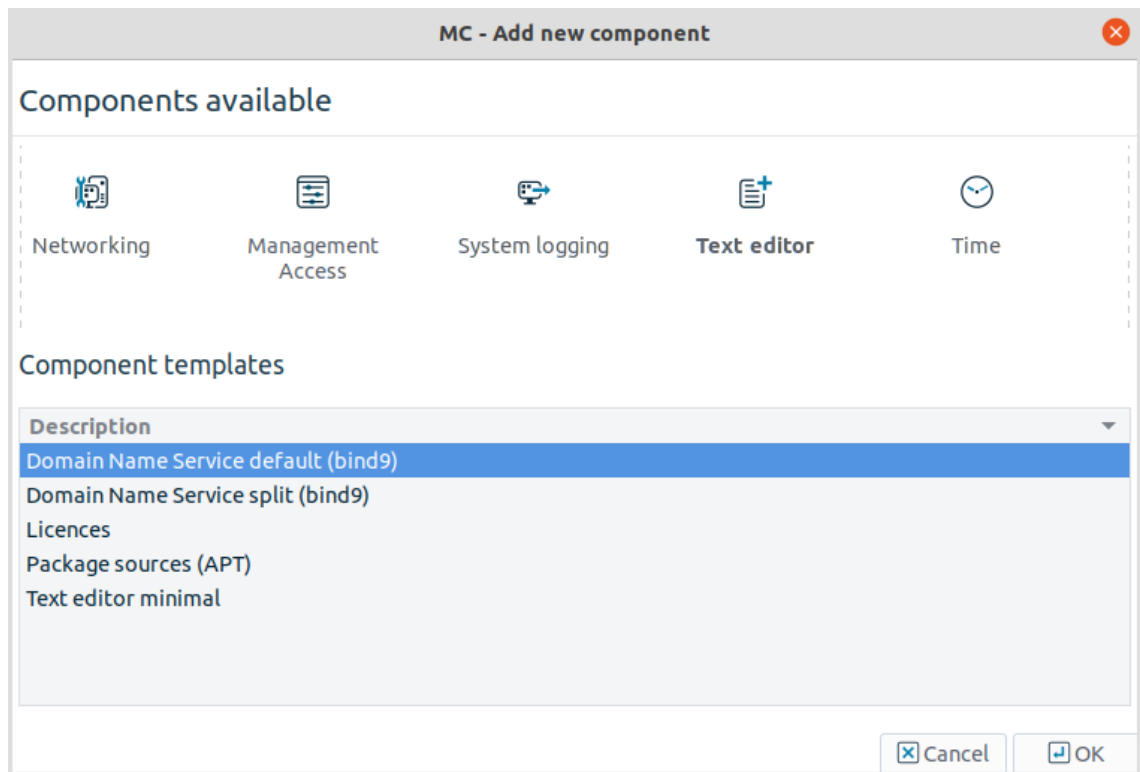 MC - Add new component
Components available
Networking
Management
Access
System logging
Text editor
Time
Component templates
Description
Domain Name Service default (bind9)
Domain Name Service split (bind9)
Licences
Package sources (APT)
Text editor minimal
Cancel
OK